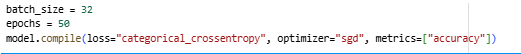 batch_size = 32
epochs = 50
model.compile(loss="categorical_crossentropy", optimizer="sgd", metrics=["accuracy"])